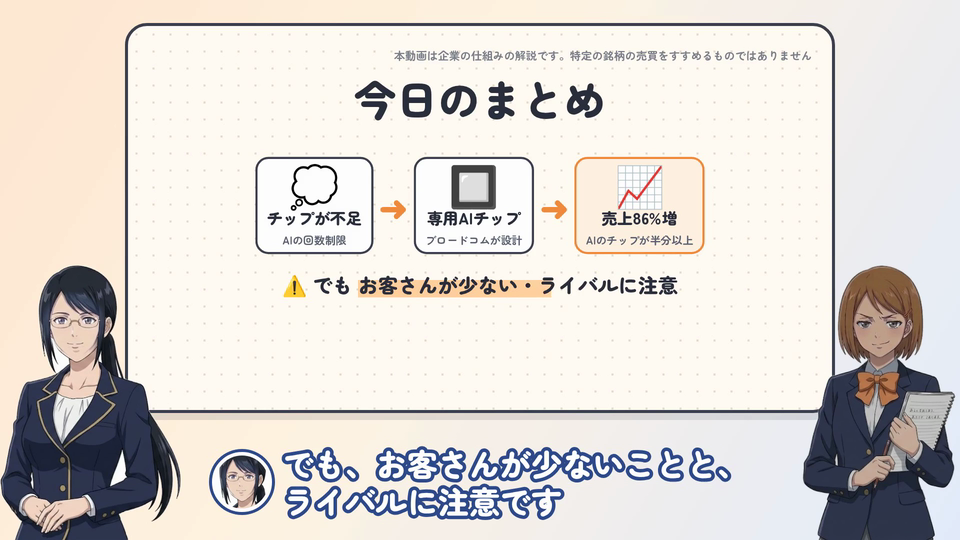 本動画は企業の仕組みの解説です。特定の銘柄の売買をすすめるものではありません
今日のまとめ
チップが不足
AIの回数制限
専用AIチップ
ブロードコムが設計
売上86%増
AIのチップが半分以上
でも お客さんが少ない・ライバルに注意
でも、お客さんが少ないことと、
ライバルに注意です